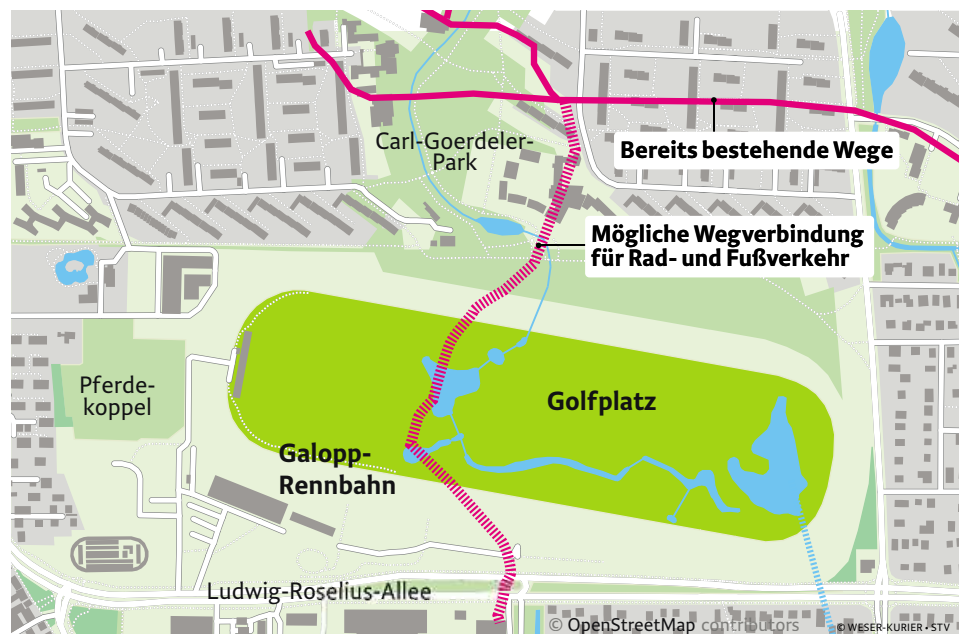 Carl-Goerdeler-
Park
Bereits bestehende Wege
Mögliche Wegverbindung
für Rad- und Fußverkehr
Pferde-
koppel
Golfplatz
Galopp-
Rennbahn
Ludwig-Roselius-Allee
© OpenStreetMap contributors
© WESER-KURIER • STV